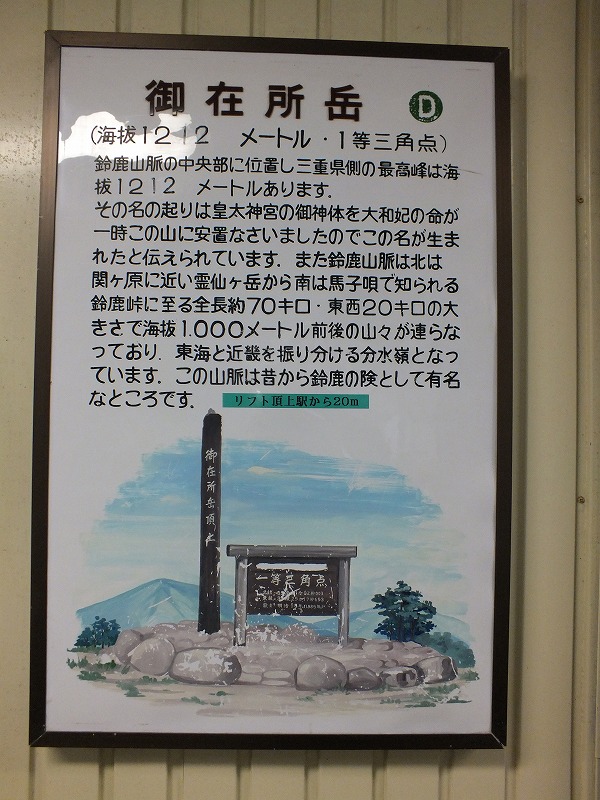 御在所岳 D
(海抜1212 メートル・1等三角点)
鈴鹿山脈の中央部に位置し三重県側の最高峰は海
抜1212 メートルあります.
その名の起りは皇太神宮の御神体を大和妃の命が
一時この山に安置なさいましたのでこの名が生ま
れたと伝えられています. また鈴鹿山脈は北は
関ヶ原に近い霊仙ヶ岳から南は馬子唄で知られる
鈴鹿峠に至る全長約70キロ・東西20キロの大
きさで海抜1.000メートル前後の山々が連らな
っており. 東海と近畿を振り分ける分水嶺となっ
ています. この山脈は昔から鈴鹿の険として有名
なところです.
リフト頂上駅から20m
御在所岳頂上
一等三角点